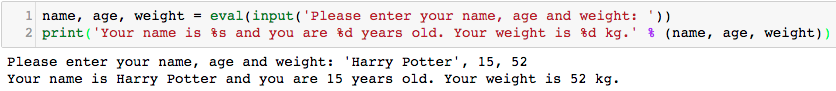 1 name, age, weight = eval(input('Please enter your name, age and weight: '))
2 print('Your name is %s and you are %d years old. Your weight is %d kg.' % (name, age, weight))
Please enter your name, age and weight: 'Harry Potter', 15, 52
Your name is Harry Potter and you are 15 years old. Your weight is 52 kg.